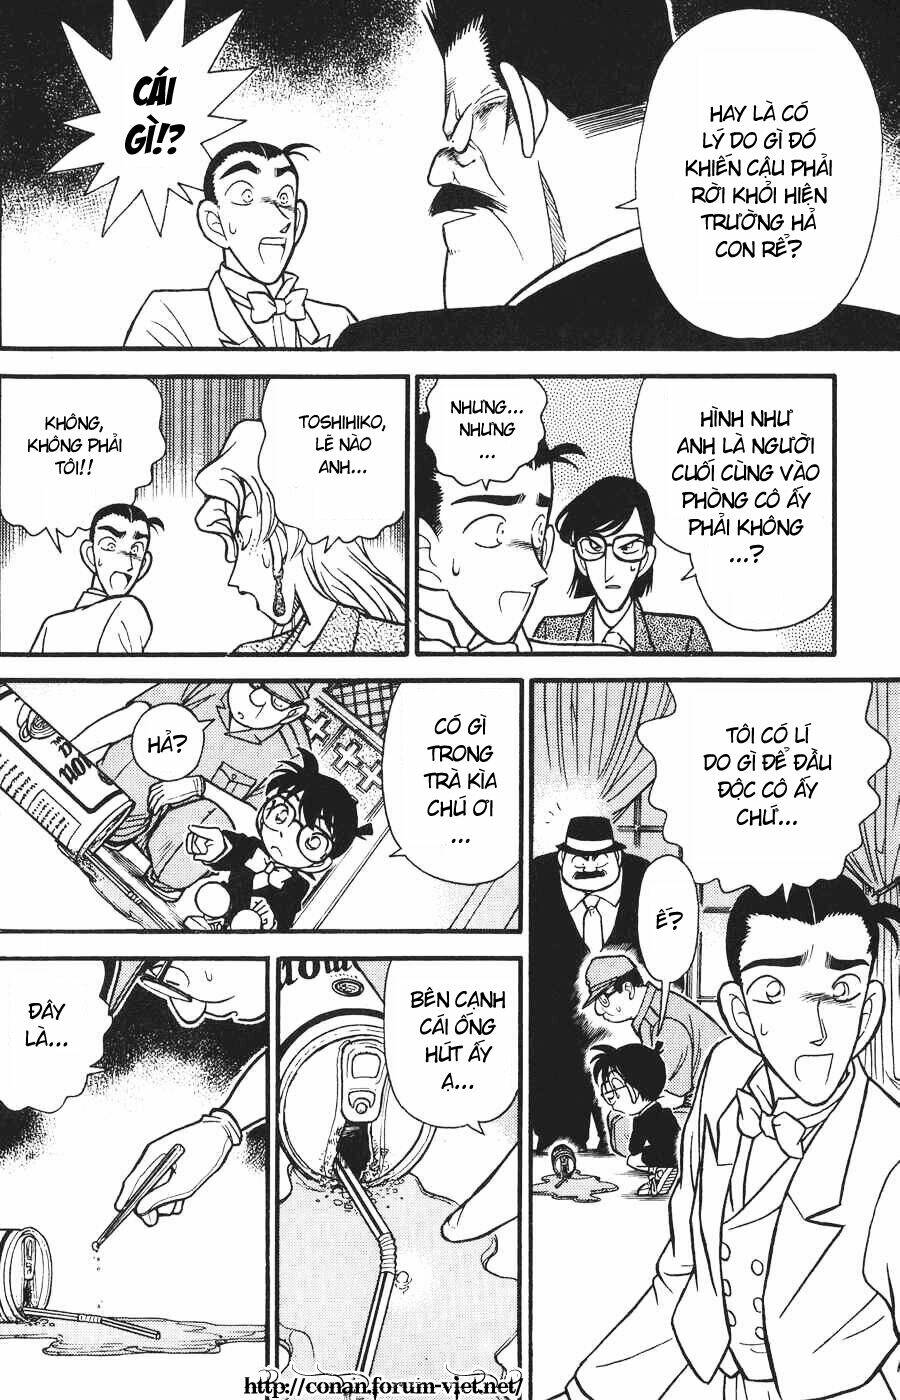 HAY LÀ CÓ
LÝ DO GÌ ĐÓ
KHIẾN CẬU PHẢI
RỜI KHỎI HIỆN
TRƯỜNG HẢ
CON RỂ?
CÁI
GÌ!?
HÌNH NHƯ
ANH LÀ NGƯỜI
CUỐI CÙNG VÀO
PHÒNG CÔ ẤY
PHẢI KHÔNG
...?
NHƯNG...
NHƯNG
...
TOSHIHIKO,
LẼ NÀO
ANH...
KHÔNG,
KHÔNG PHẢI
TÔI!!
TÔI CÓ LÍ
DO GÌ ĐỂ ĐẦU
ĐỘC CÔ ẤY
CHỨ...
Ế?
CÓ GÌ
TRONG
TRÀ KÌA
CHÚ ƠI
...
HẢ?
BÊN CẠNH
CÁI ỐNG
HÚT ẤY
Ạ...
ĐÂY
LÀ...
http://conan.forum-viet.net/